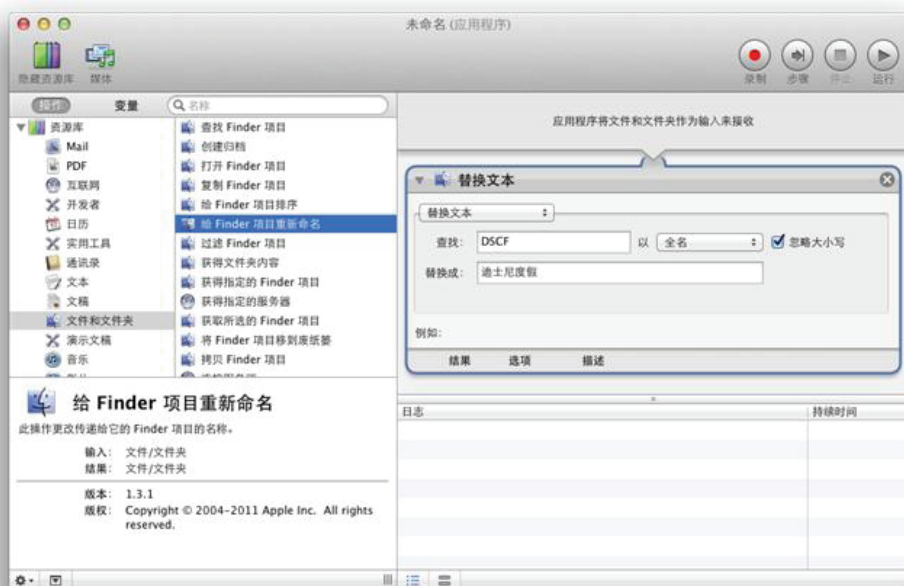 未命名 (应用程序)
隐藏资源库
媒体
录制
步骤
停止
运行
操作
变量
名称
资源库
Mail
PDF
互联网
开发者
日历
实用工具
通讯录
文本
文稿
文件和文件夹
演示文稿
音乐
查找 Finder 项目
创建归档
打开 Finder 项目
复制 Finder 项目
给 Finder 项目排序
给 Finder 项目重新命名
过滤 Finder 项目
获得文件夹内容
获得指定的 Finder 项目
获得指定的服务器
获取所选的 Finder 项目
将 Finder 项目移到废纸篓
拷贝 Finder 项目
给 Finder 项目重新命名
此操作更改传递给它的 Finder 项目的名称。
输入: 文件/文件夹
结果: 文件/文件夹
版本: 1.3.1
版权: Copyright © 2004-2011 Apple Inc. All rights
reserved.
应用程序将文件和文件夹作为输入来接收
替换文本
替换文本
查找: DSCF 以 全名 忽略大小写
替换成: 迪士尼度假
例如:
结果 选项 描述
日志 持续时间